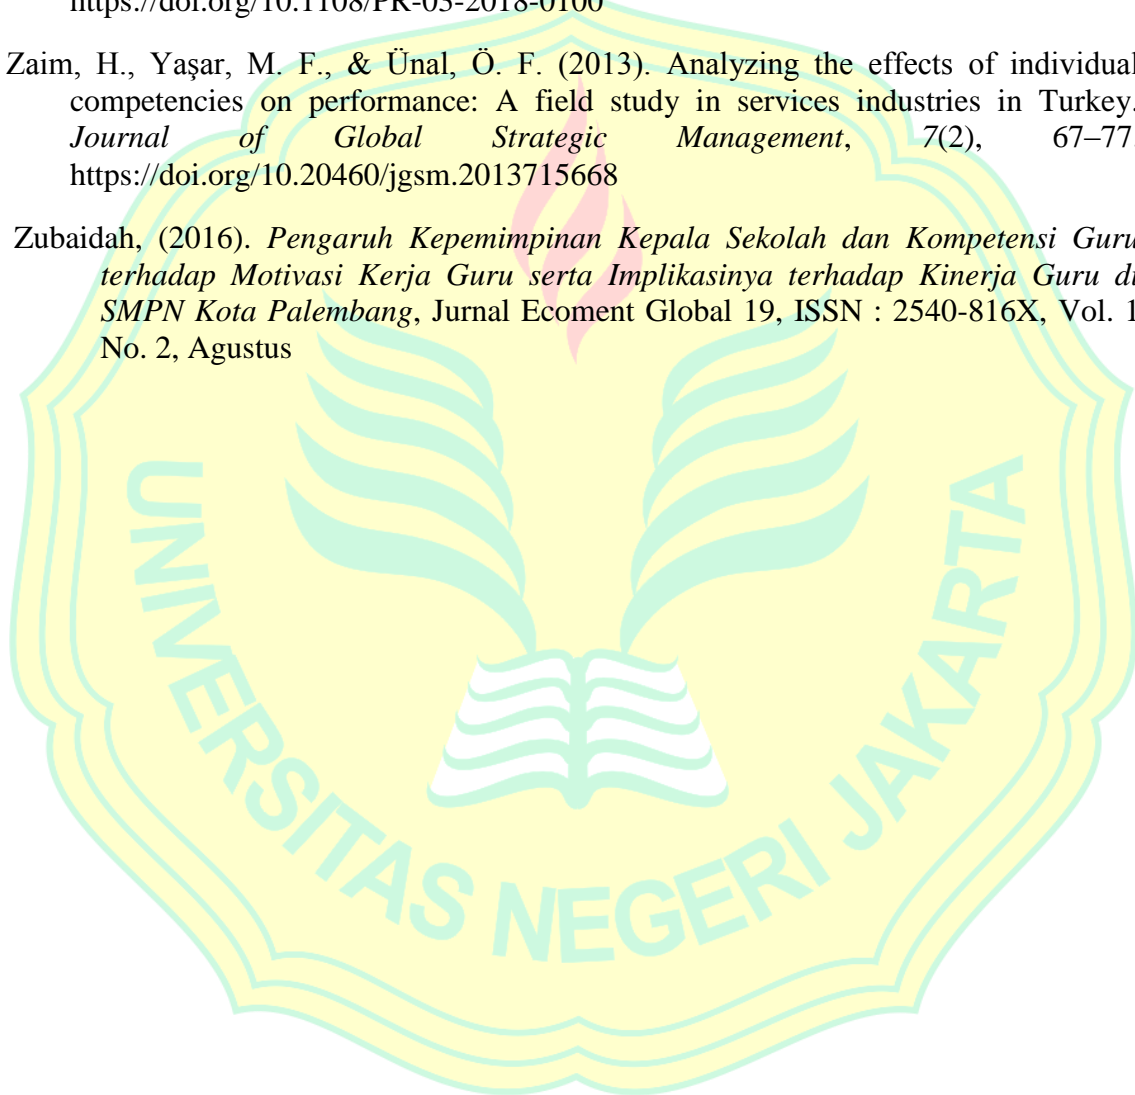 https://doi.org/10.1108/PR-03-2018-0100
Zaim, H., Yaşar, M. F., & Ünal, Ö. F. (2013). Analyzing the effects of individual
competencies on performance: A field study in services industries in Turkey.
Journal of Global Strategic Management, 7(2), 67–77.
https://doi.org/10.20460/jgsm.2013715668
Zubaidah, (2016). Pengaruh Kepemimpinan Kepala Sekolah dan Kompetensi Guru
terhadap Motivasi Kerja Guru serta Implikasinya terhadap Kinerja Guru di
SMPN Kota Palembang, Jurnal Ecoment Global 19, ISSN : 2540-816X, Vol. 1
No. 2, Agustus
UNIVERSITAS NEGERI JAKARTA